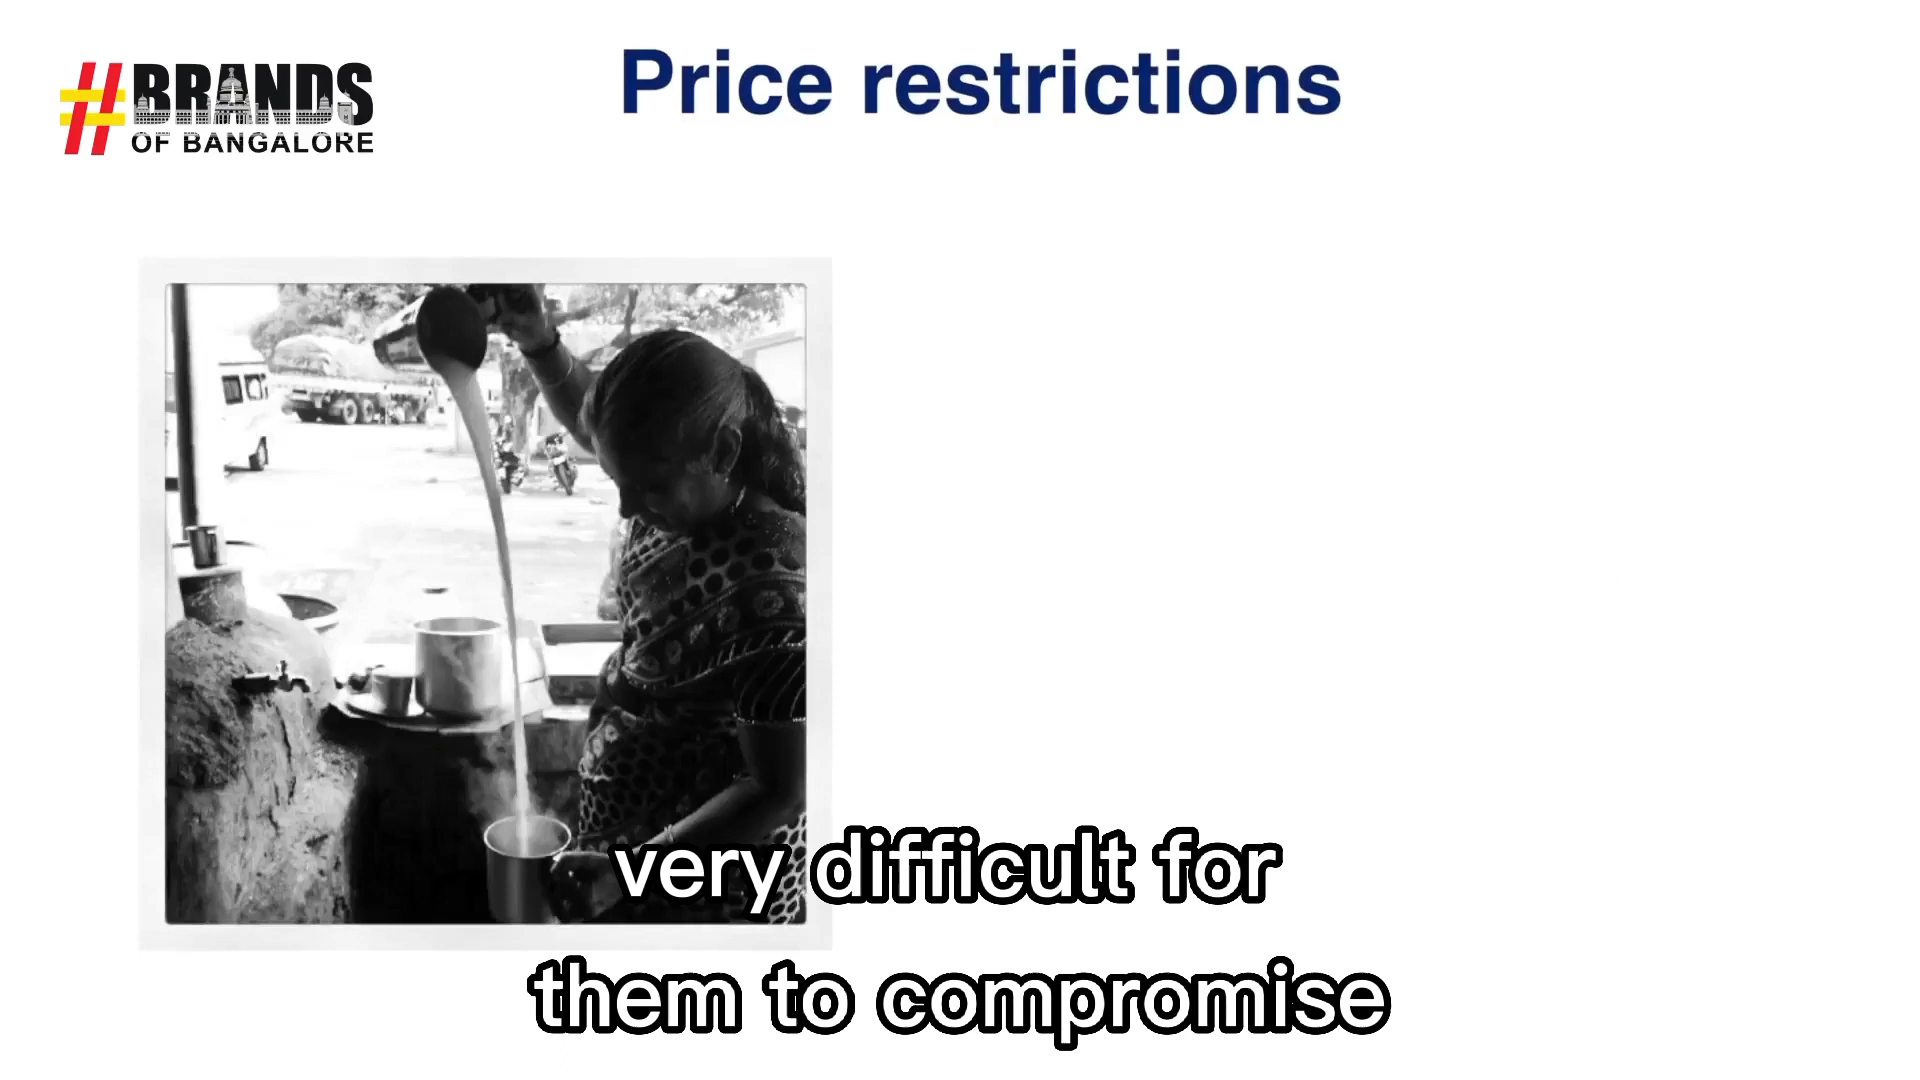 #BRANDS
OF BANGALORE
Price restrictions
very difficult for
them to compromise